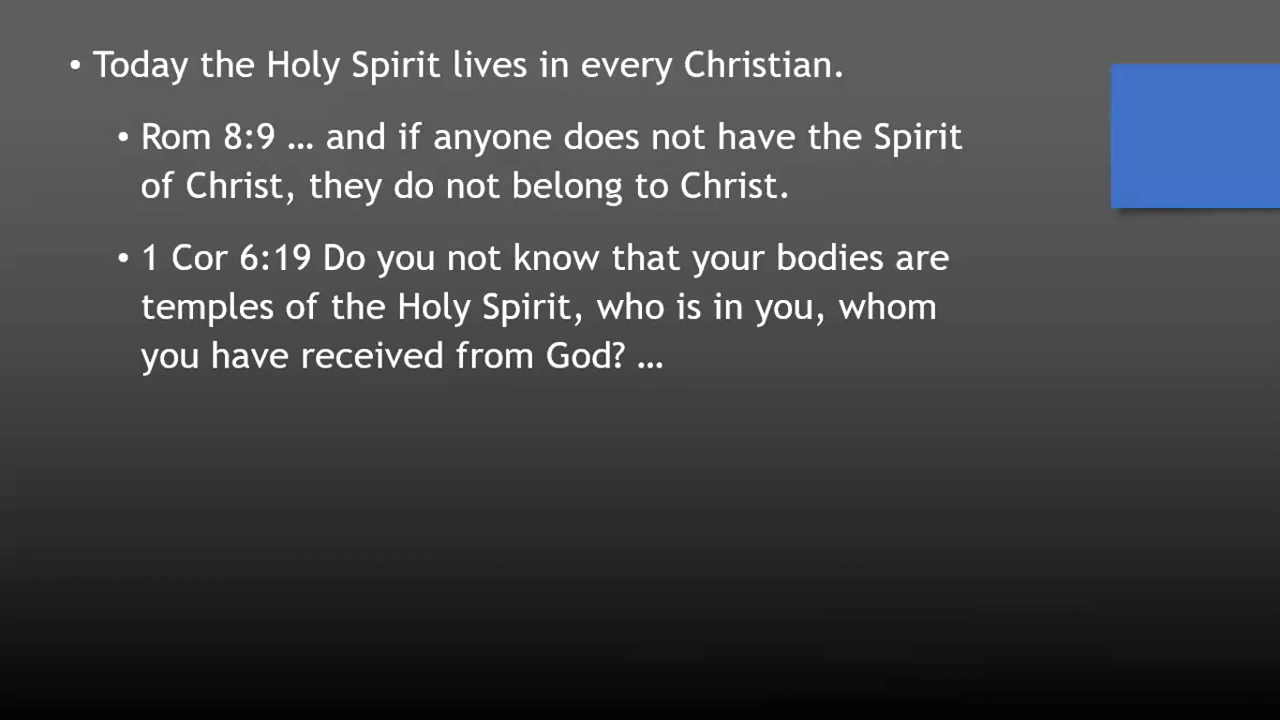 • Today the Holy Spirit lives in every Christian.
• Rom 8:9 … and if anyone does not have the Spirit
of Christ, they do not belong to Christ.
• 1 Cor 6:19 Do you not know that your bodies are
temples of the Holy Spirit, who is in you, whom
you have received from God? …